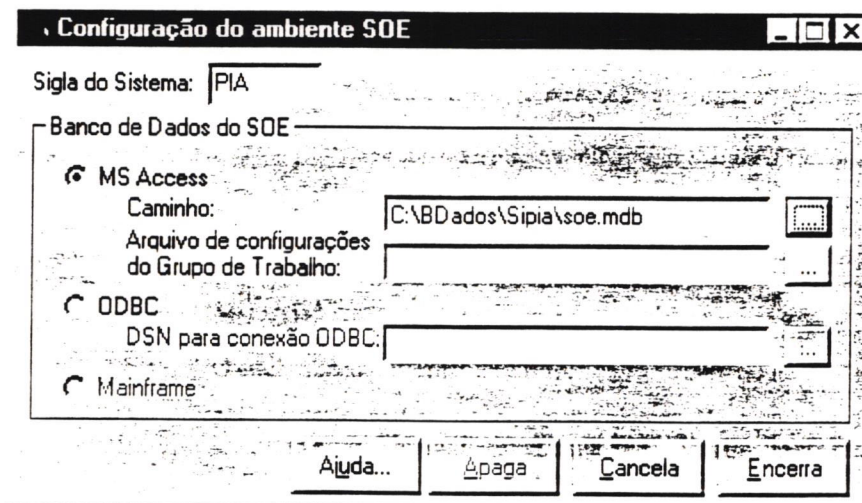 Configuração do ambiente SOE
Sigla do Sistema: PIA
Banco de Dados do SOE
MS Access
Caminho: C:\BDados\Sipia\soe.mdb
Arquivo de configurações
do Grupo de Trabalho:
...
ODBC
DSN para conexão ODBC:
...
Mainframe
Ajuda... Apaga Cancela Encerra